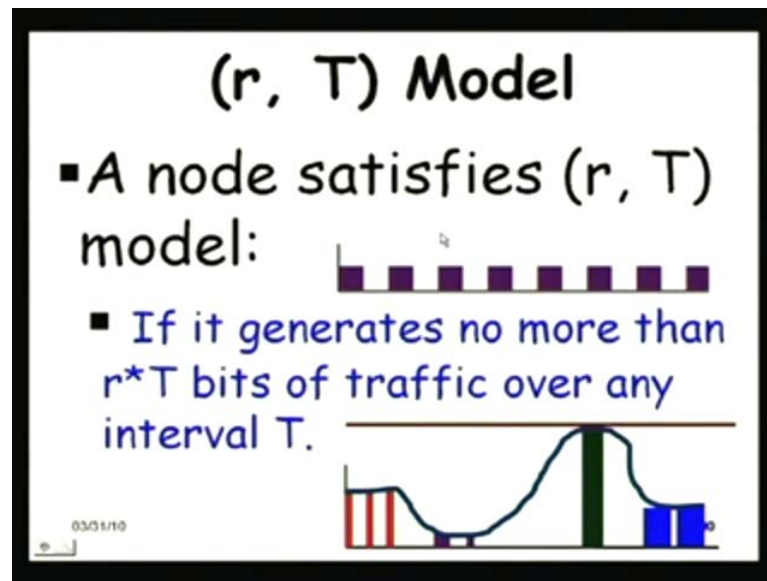 (r, T) Model
▪A node satisfies (r, T)
model:
▪ If it generates no more than
r*T bits of traffic over any
interval T.
03/31/10